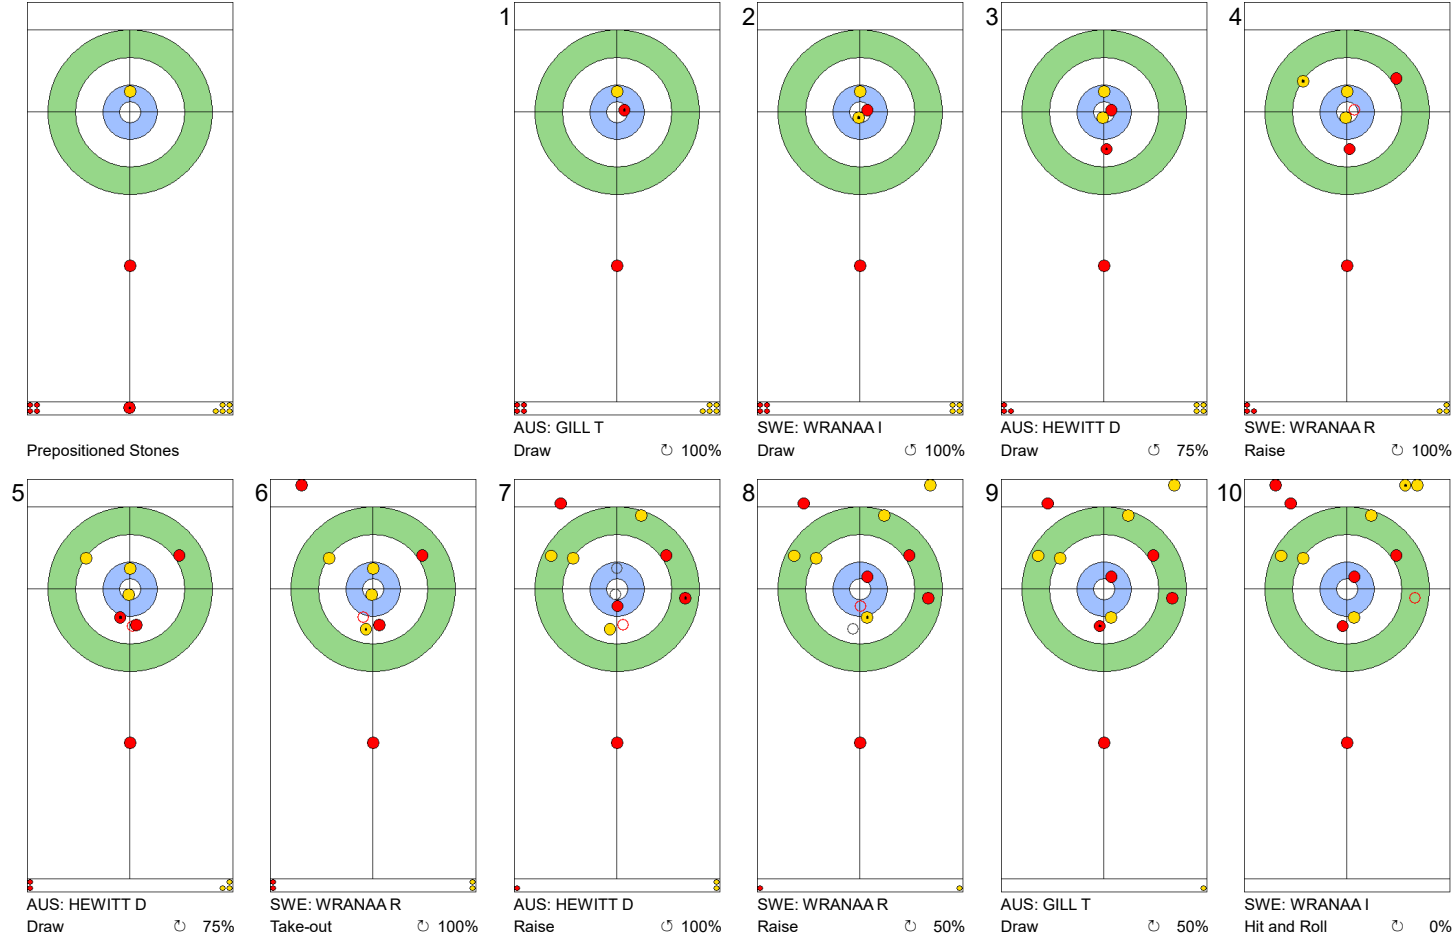 1
2
3
4
Prepositioned Stones
AUS: GILL T
Draw ↻ 100%
SWE: WRANAA I
Draw ↺ 100%
AUS: HEWITT D
Draw ↺ 75%
SWE: WRANAA R
Raise ↻ 100%
5
6
7
8
9
10
AUS: HEWITT D
Draw ↻ 75%
SWE: WRANAA R
Take-out ↻ 100%
AUS: HEWITT D
Raise ↻ 100%
SWE: WRANAA R
Raise ↻ 50%
AUS: GILL T
Draw ↻ 50%
SWE: WRANAA I
Hit and Roll ↻ 0%